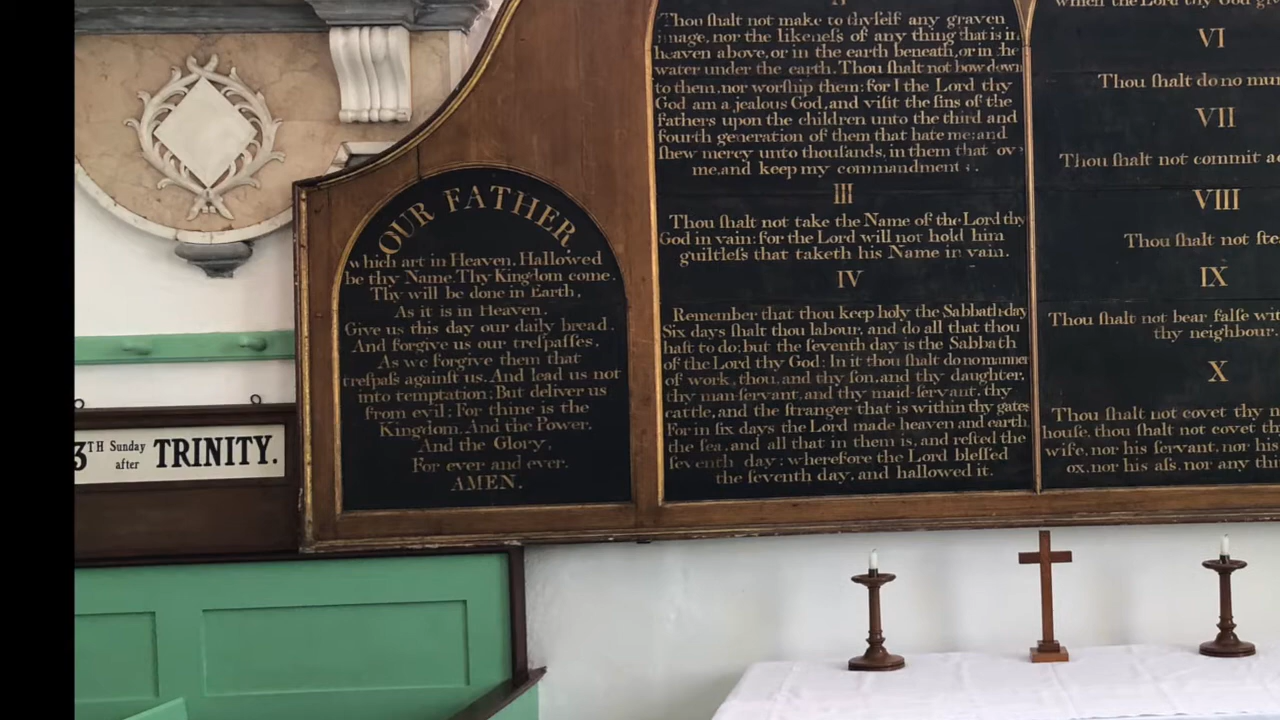 OUR FATHER
which art in Heaven, Hallowed
be thy Name. Thy Kingdom come.
Thy will be done in Earth,
As it is in Heaven.
Give us this day our daily bread.
And forgive us our treſpaſſes,
As we forgive them that
treſpaſs againſt us. And lead us not
into temptation; But deliver us
from evil; For thine is the
Kingdom, And the Power,
And the Glory,
For ever and ever.
AMEN.
3TH Sunday after TRINITY.
Thou ſhalt not make to thyſelf any graven
image, nor the likeneſs of any thing that is in
heaven above, or in the earth beneath, or in the
water under the earth. Thou ſhalt not bow down
to them, nor worſhip them: for I the Lord thy
God am a jealous God, and viſit the ſins of the
fathers upon the children unto the third and
fourth generation of them that hate me: and
ſhew mercy unto thouſands, in them that ov
me, and keep my commandment s.
III
Thou ſhalt not take the Name of the Lord thy
God in vain: for the Lord will not hold him
guiltleſs that taketh his Name in vain.
IV
Remember that thou keep holy the Sabbath-day
Six days ſhalt thou labour, and do all that thou
haſt to do; but the ſeventh day is the Sabbath
of the Lord thy God: In it thou ſhalt do no manner
of work, thou, and thy ſon, and thy daughter,
thy man-ſervant, and thy maid-ſervant, thy
cattle, and the ſtranger that is within thy gates
For in ſix days the Lord made heaven and earth,
the ſea, and all that in them is, and reſted the
ſeventh day: wherefore the Lord bleſſed
the ſeventh day, and hallowed it.
which the Lord thy God giv
VI
Thou ſhalt do no mur
VII
Thou ſhalt not commit ad
VIII
Thou ſhalt not ſte
IX
Thou ſhalt not bear falſe wit
thy neighbour.
X
Thou ſhalt not covet thy n
houſe, thou ſhalt not covet th
wife, nor his ſervant, nor his
ox, nor his aſs, nor any thi